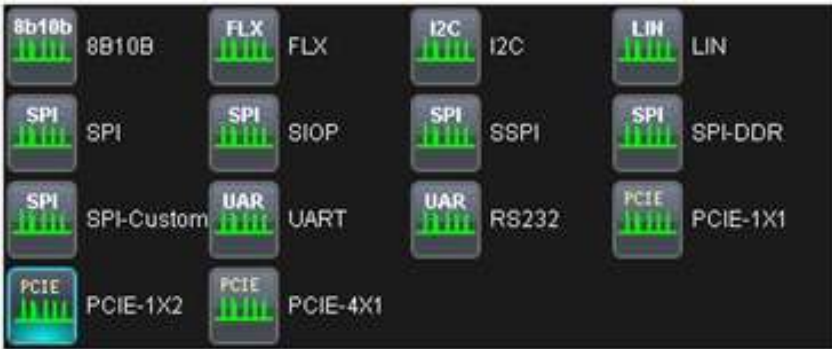 8b10b 8B10B FLX FLX I2C I2C LIN LIN
SPI SPI SPI SIOP SPI SSPI SPI SPI-DDR
SPI SPI-Custom UAR UART UAR RS232 PCIE PCIE-1X1
PCIE PCIE-1X2 PCIE PCIE-4X1